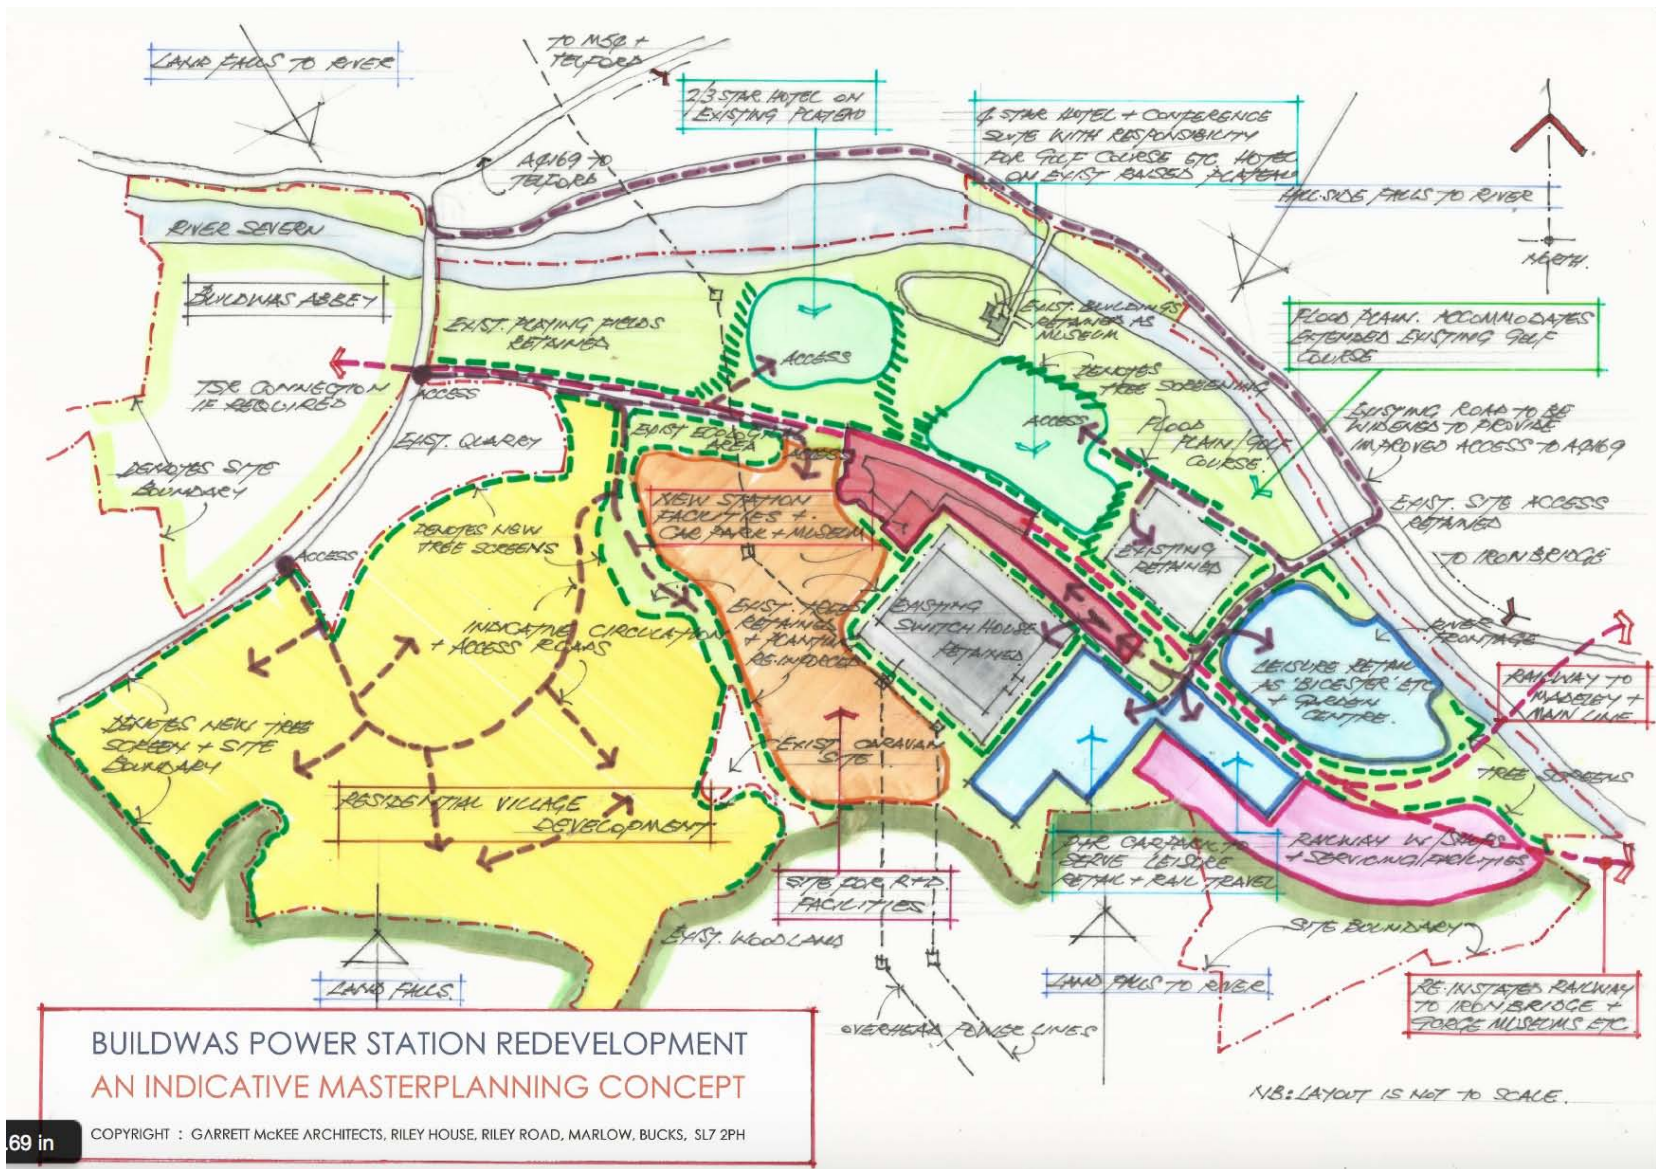 LAND FALLS TO RIVER
TO M54 +
TELFORD
2/3 STAR HOTEL ON
EXISTING PLATEAU
4 STAR HOTEL + CONFERENCE
SUITE WITH RESPONSIBILITY
FOR GOLF COURSE ETC. HOTEL
ON EXIST RAISED PLATEAU
A4169 TO
TELFORD
HILLSIDE FALLS TO RIVER
NORTH.
RIVER SEVERN
BUILDWAS ABBEY
EXIST. PLAYING FIELDS
RETAINED
EXIST. BUILDINGS
RETAINED AS
MUSEUM
FLOOD PLAIN. ACCOMMODATES
EXTENDED EXISTING GOLF
COURSE
ACCESS
DENOTES
TREE SCREENING
TSR CONNECTION
IF REQUIRED
ACCESS
ACCESS
FLOOD
PLAIN/GOLF
COURSE.
EXISTING ROAD TO BE
WIDENED TO PROVIDE
IMPROVED ACCESS TO A4169
EXIST. QUARRY
EXIST ECOLOGY
AREA
ACCESS
DENOTES SITE
BOUNDARY
NEW STATION
FACILITIES +
CAR PARK + MUSEUM
EXIST. SITE ACCESS
RETAINED
DENOTES NEW
TREE SCREENS
ACCESS
EXISTING
RETAINED
TO IRONBRIDGE
EXIST. TREES
RETAINED
+ PLANTING
RE-INFORCED
EXISTING
SWITCH HOUSE
RETAINED
INDICATIVE CIRCULATION
+ ACCESS ROADS
RIVER
FRONTAGE
LEISURE RETAIL
AS 'BICESTER' ETC
+ GARDEN
CENTRE.
RAILWAY TO
MADELEY +
MAIN LINE
DENOTES NEW TREE
SCREEN + SITE
BOUNDARY
EXIST CARAVAN
SITE.
TREE SCREENS
RESIDENTIAL VILLAGE
DEVELOPMENT
CARPARK TO
SERVE LEISURE
RETAIL + RAIL TRAVEL
RAILWAY W/SHOPS
+ SERVICING/FACILITIES
SITE FOR R+D
FACILITIES
EXIST. WOODLAND
SITE BOUNDARY
LAND FALLS.
LAND FALLS TO RIVER
RE-INSTATED RAILWAY
TO IRONBRIDGE +
GORGE MUSEUMS ETC
OVERHEAD POWER LINES
BUILDWAS POWER STATION REDEVELOPMENT
AN INDICATIVE MASTERPLANNING CONCEPT
COPYRIGHT : GARRETT McKEE ARCHITECTS, RILEY HOUSE, RILEY ROAD, MARLOW, BUCKS, SL7 2PH
NB: LAYOUT IS NOT TO SCALE.
.69 in